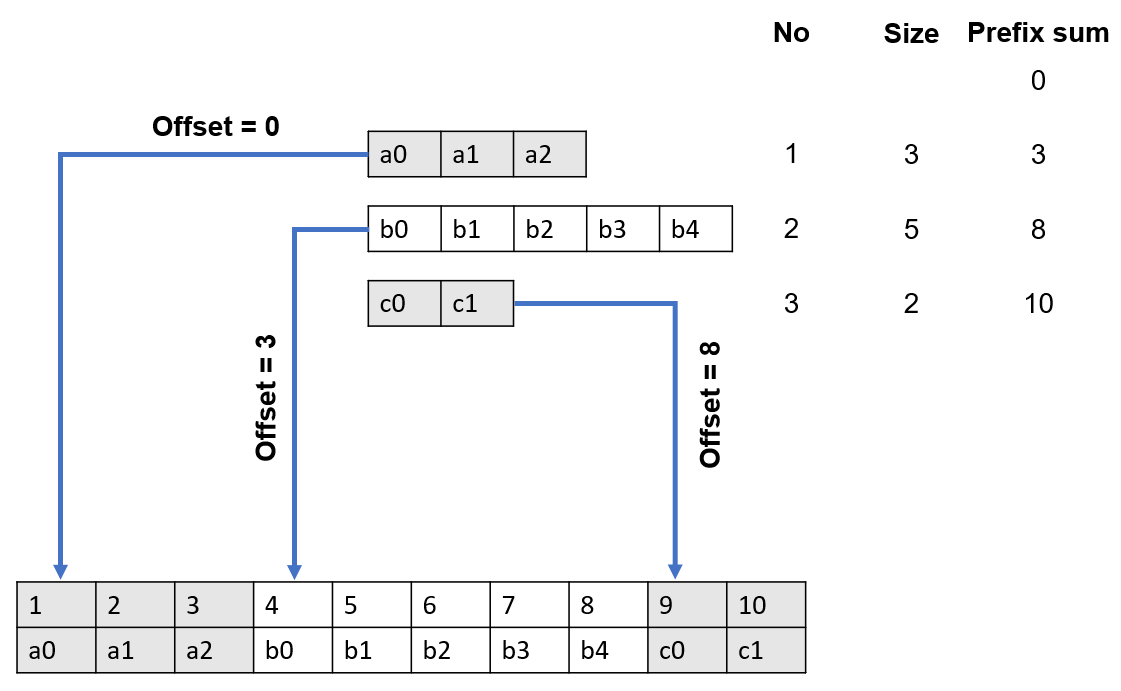 No Size Prefix sum
0
Offset = 0
a0 a1 a2 1 3 3
b0 b1 b2 b3 b4 2 5 8
c0 c1 3 2 10
Offset = 3
Offset = 8
1 2 3 4 5 6 7 8 9 10
a0 a1 a2 b0 b1 b2 b3 b4 c0 c1